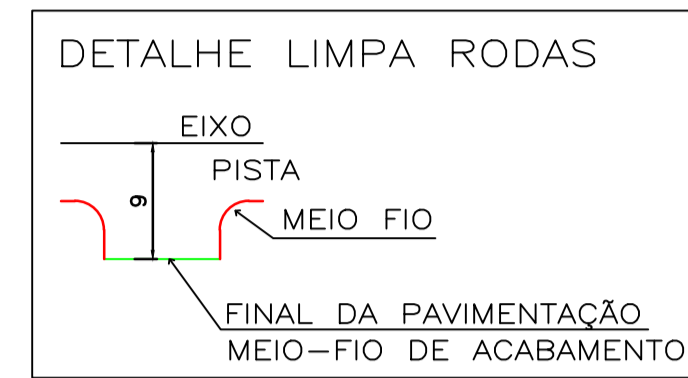 DETALHE LIMPA RODAS
EIXO
PISTA
9
MEIO FIO
FINAL DA PAVIMENTAÇÃO
MEIO-FIO DE ACABAMENTO